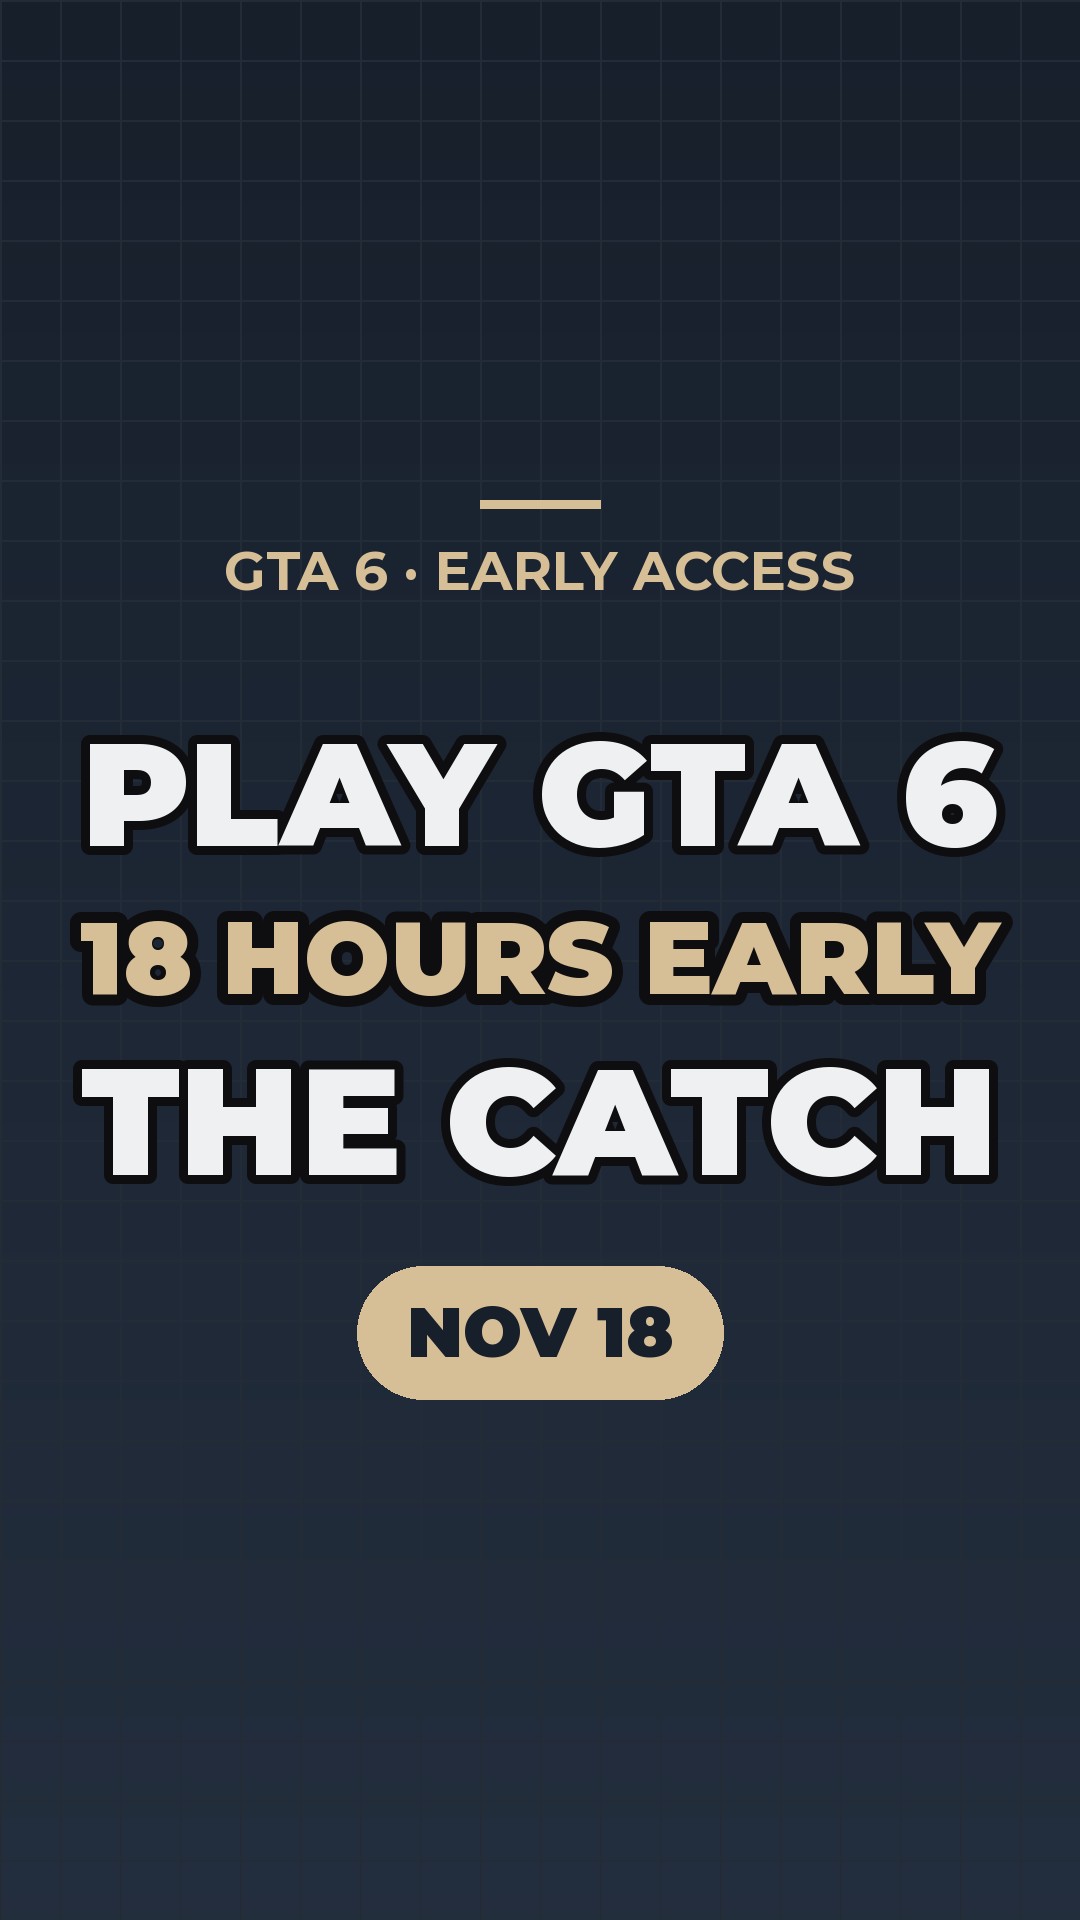 GTA 6 · EARLY ACCESS
PLAY GTA 6
18 HOURS EARLY
THE CATCH
NOV 18